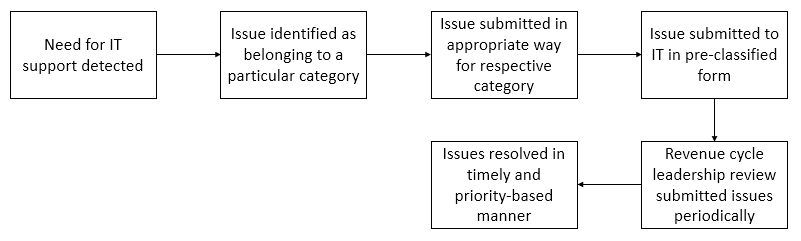 Need for IT
support detected
Issue identified as
belonging to a
particular category
Issue submitted in
appropriate way
for respective
category
Issue submitted to
IT in pre-classified
form
Revenue cycle
leadership review
submitted issues
periodically
Issues resolved in
timely and
priority-based
manner